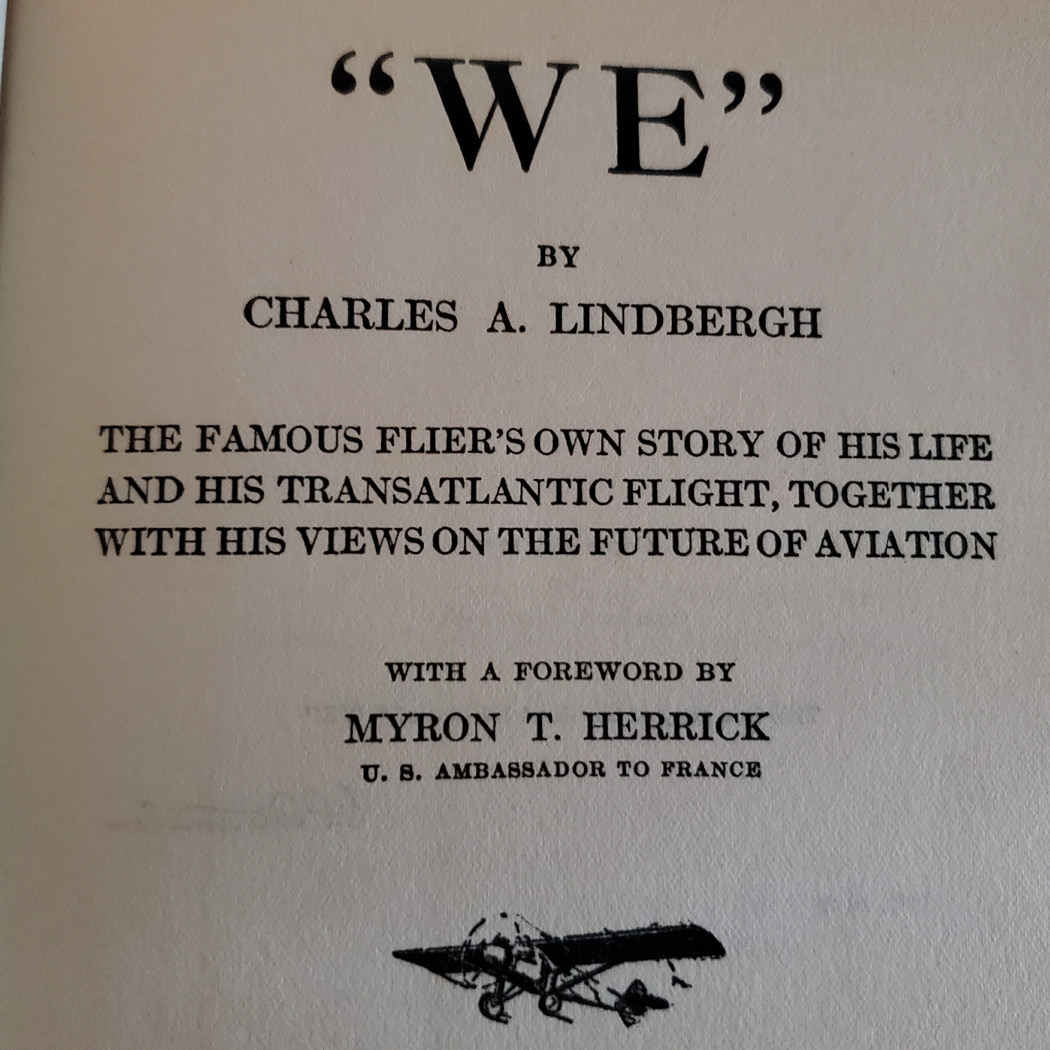 “WE”
BY
CHARLES A. LINDBERGH
THE FAMOUS FLIER’S OWN STORY OF HIS LIFE
AND HIS TRANSATLANTIC FLIGHT, TOGETHER
WITH HIS VIEWS ON THE FUTURE OF AVIATION
WITH A FOREWORD BY
MYRON T. HERRICK
U. S. AMBASSADOR TO FRANCE